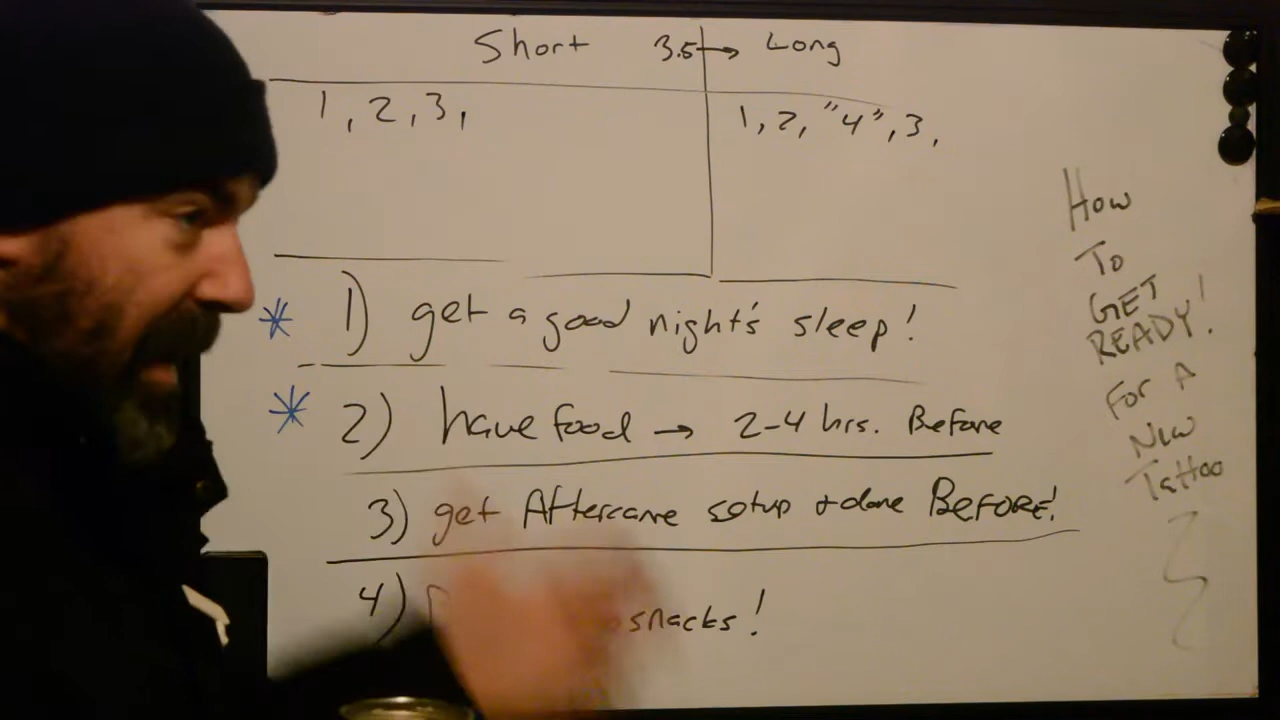 Short 3.5→ Long
1, 2, 3,
1, 2, "4", 3,
* 1) get a good night's sleep!
* 2) have food → 2-4 hrs. Before
3) get Aftercare setup + done BEFORE!
4) snacks!
How
To
GET
READY!
For A
New
Tattoo